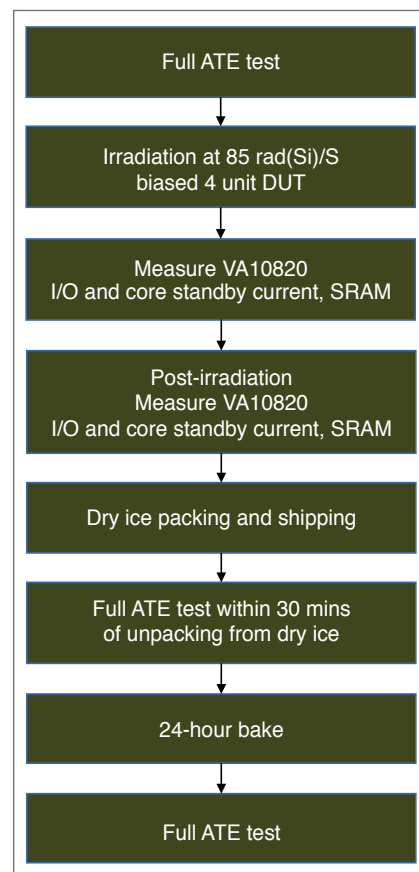 Full ATE test
Irradiation at 85 rad(Si)/S
biased 4 unit DUT
Measure VA10820
I/O and core standby current, SRAM
Post-irradiation
Measure VA10820
I/O and core standby current, SRAM
Dry ice packing and shipping
Full ATE test within 30 mins
of unpacking from dry ice
24-hour bake
Full ATE test